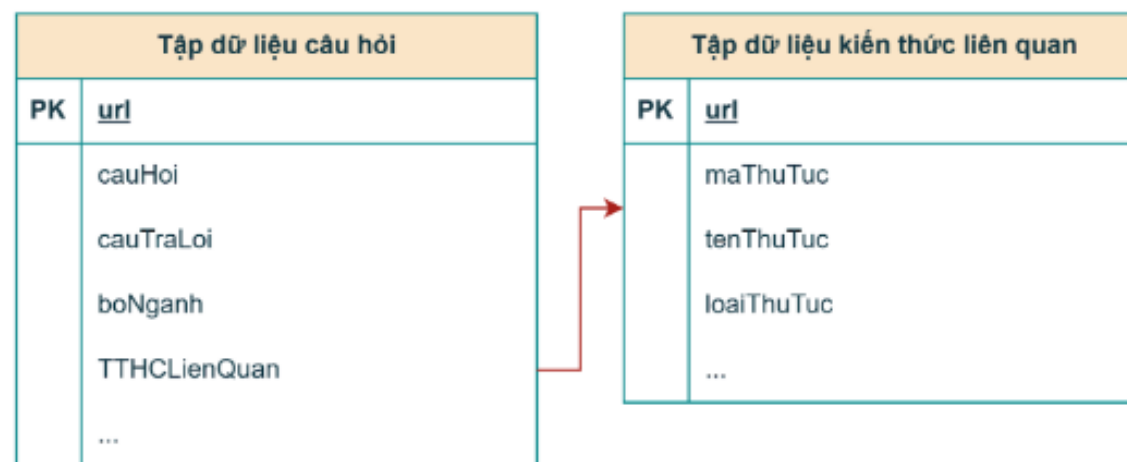 Tập dữ liệu câu hỏi
PK url
cauHoi
cauTraLoi
boNganh
TTHCLienQuan
...
Tập dữ liệu kiến thức liên quan
PK url
maThuTuc
tenThuTuc
loaiThuTuc
...